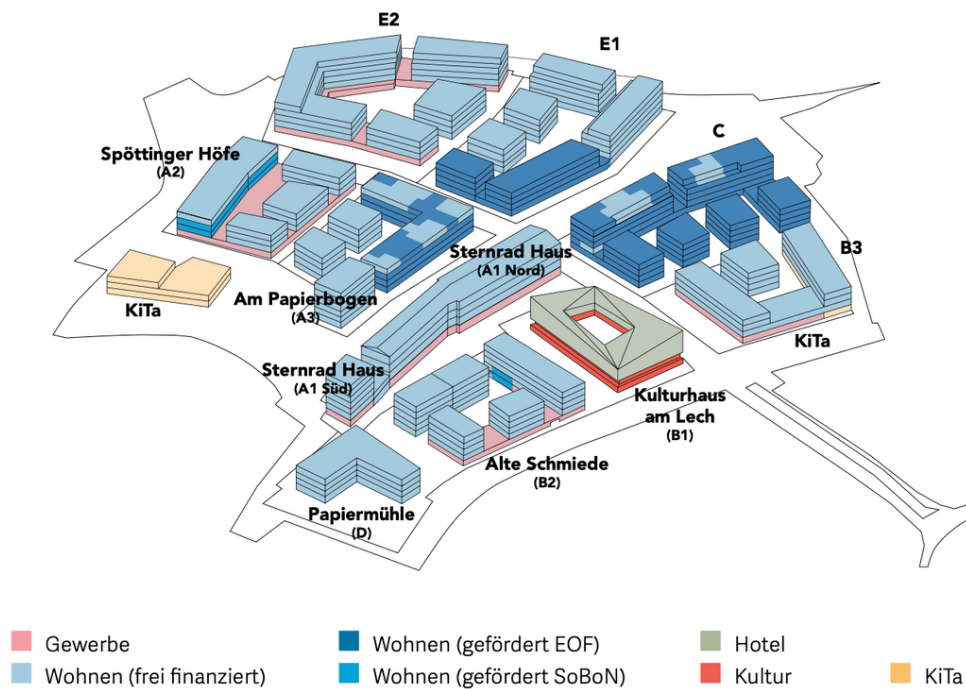 E2
E1
C
Spöttinger Höfe
(A2)
Sternrad Haus
(A1 Nord)
B3
Am Papierbogen
(A3)
KiTa
KiTa
Sternrad Haus
(A1 Süd)
Kulturhaus
am Lech
(B1)
Alte Schmiede
(B2)
Papiermühle
(D)
Gewerbe
Wohnen (gefördert EOF)
Hotel
Wohnen (frei finanziert)
Wohnen (gefördert SoBoN)
Kultur
KiTa